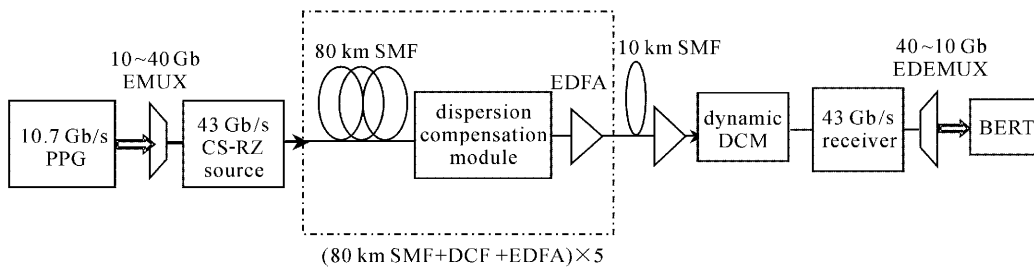 10.7 Gb/s
PPG
10~40 Gb
EMUX
43 Gb/s
CS-RZ
source
80 km SMF
dispersion
compensation
module
EDFA
(80 km SMF+DCF +EDFA)×5
10 km SMF
dynamic
DCM
43 Gb/s
receiver
40~10 Gb
EDEMUX
BERT